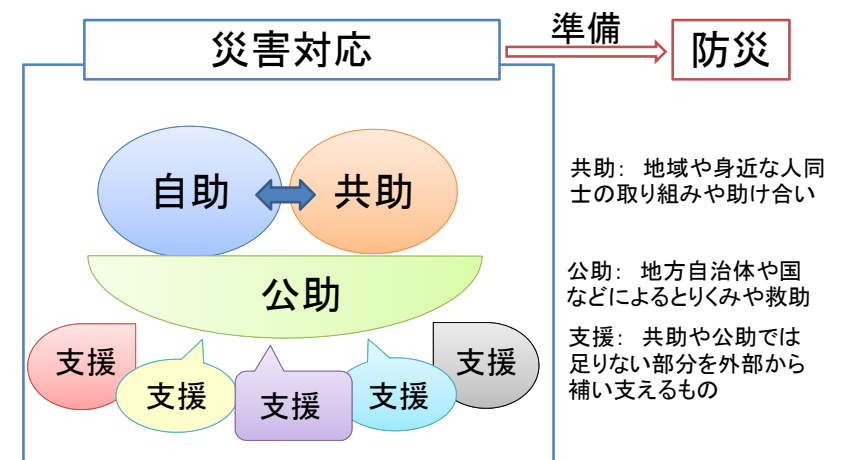 災害対応
準備
防災
自助
共助
公助
支援
支援
支援
支援
支援
共助： 地域や身近な人同
士の取り組みや助け合い
公助： 地方自治体や国
などによるとりくみや救助
支援： 共助や公助では
足りない部分を外部から
補い支えるもの